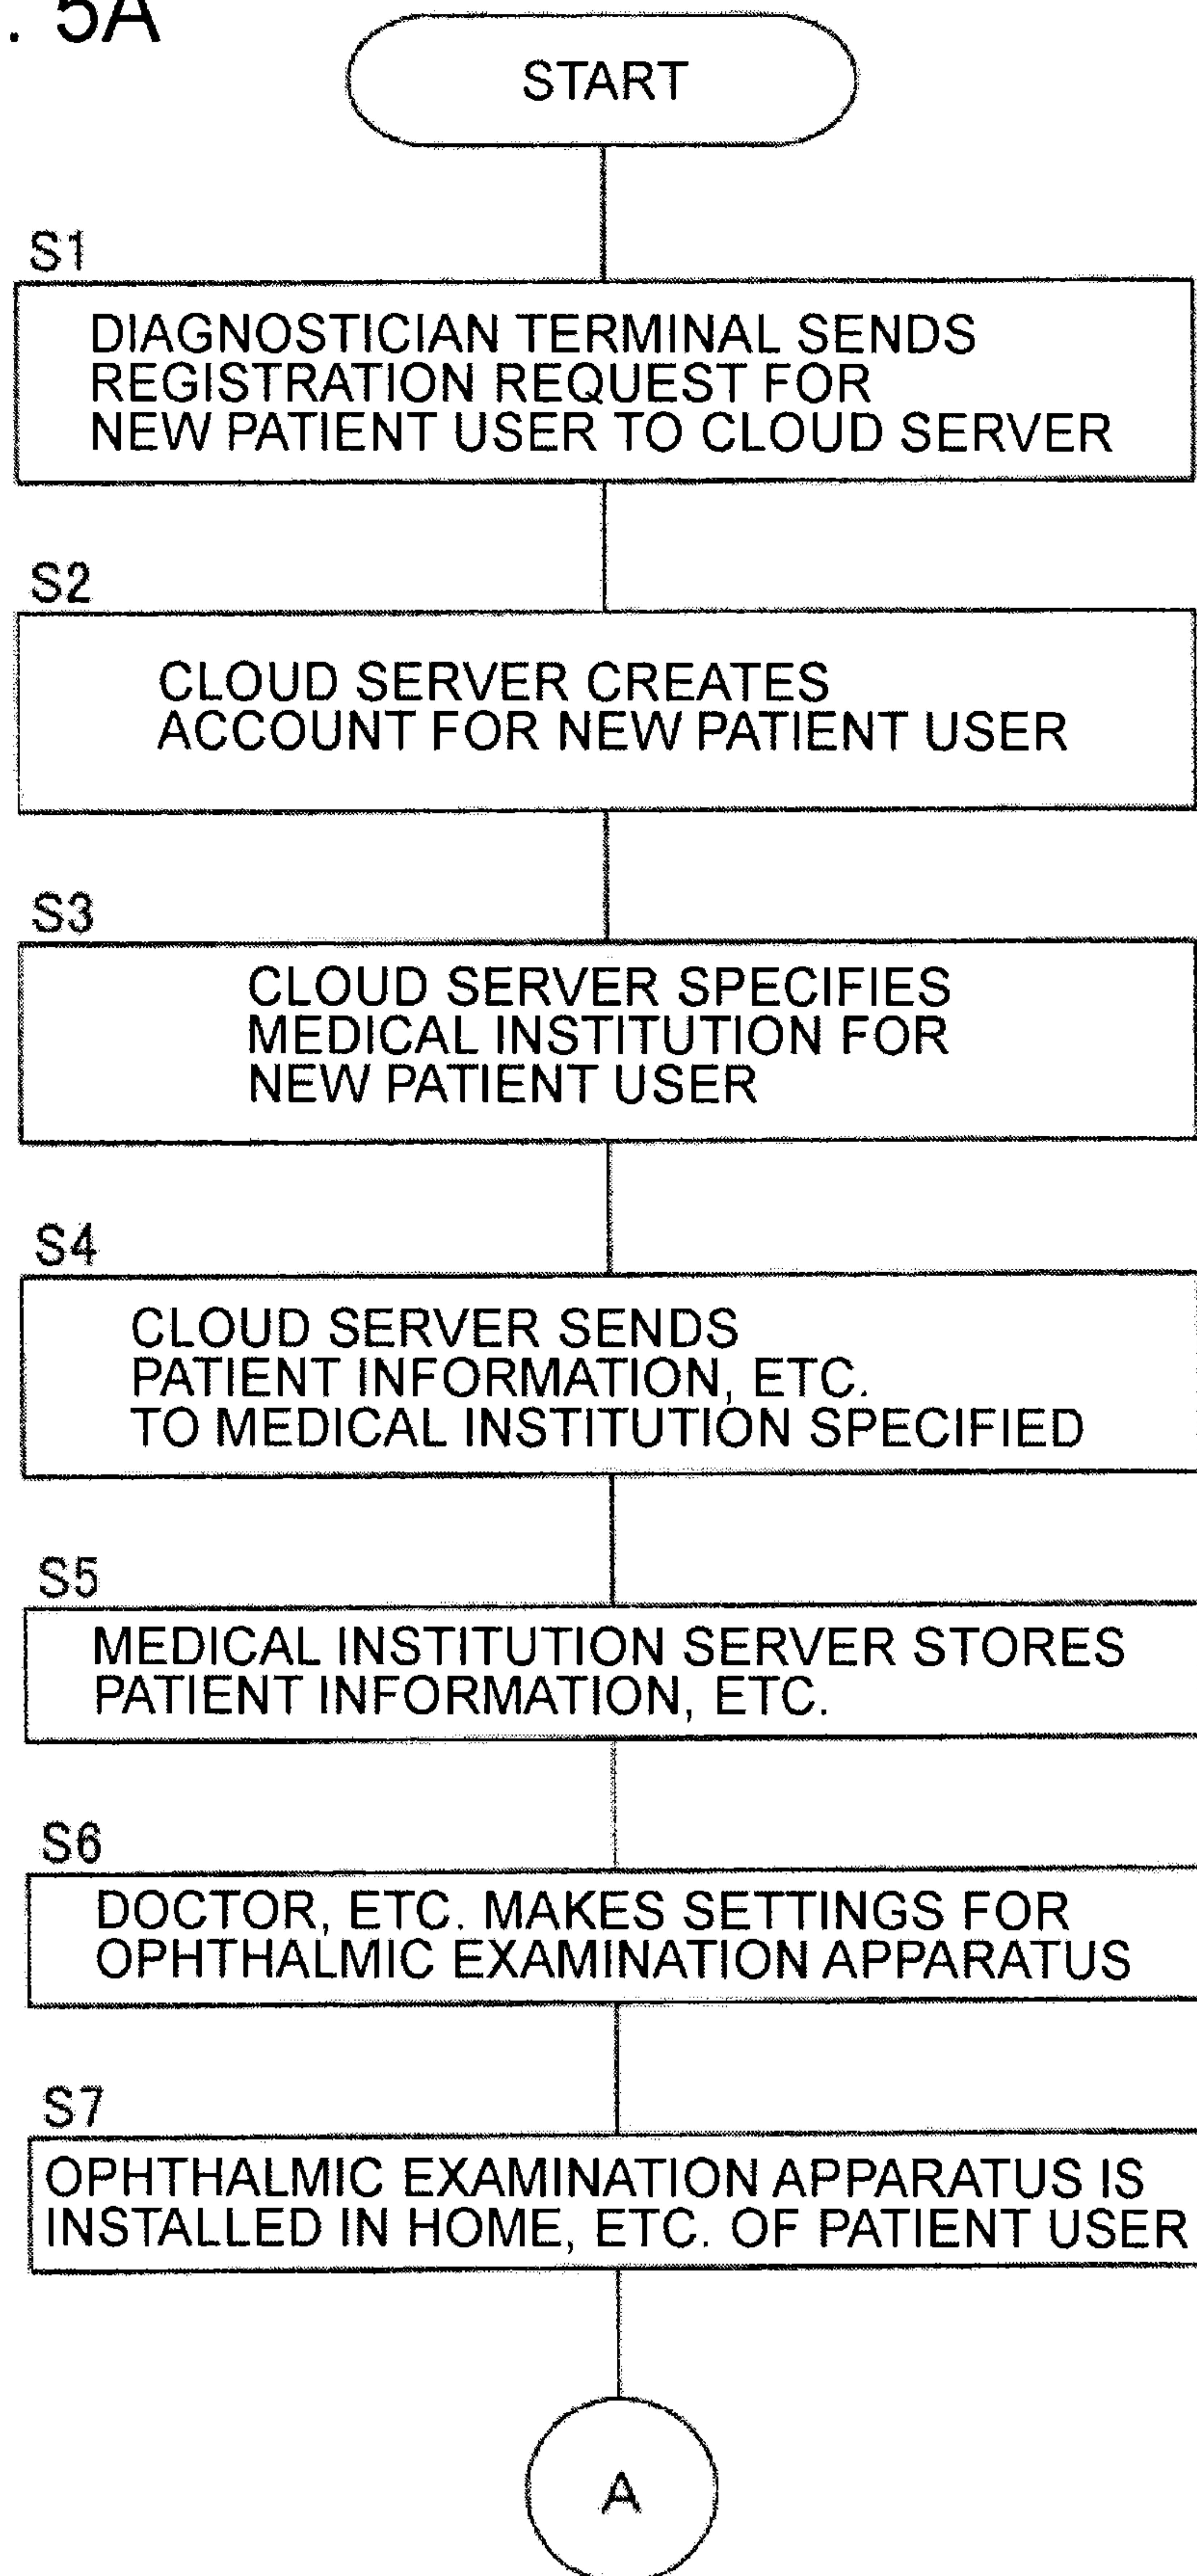 . 5A
START
S1
DIAGNOSTICIAN TERMINAL SENDS
REGISTRATION REQUEST FOR
NEW PATIENT USER TO CLOUD SERVER
S2
CLOUD SERVER CREATES
ACCOUNT FOR NEW PATIENT USER
S3
CLOUD SERVER SPECIFIES
MEDICAL INSTITUTION FOR
NEW PATIENT USER
S4
CLOUD SERVER SENDS
PATIENT INFORMATION, ETC.
TO MEDICAL INSTITUTION SPECIFIED
S5
MEDICAL INSTITUTION SERVER STORES
PATIENT INFORMATION, ETC.
S6
DOCTOR, ETC. MAKES SETTINGS FOR
OPHTHALMIC EXAMINATION APPARATUS
S7
OPHTHALMIC EXAMINATION APPARATUS IS
INSTALLED IN HOME, ETC. OF PATIENT USER
A